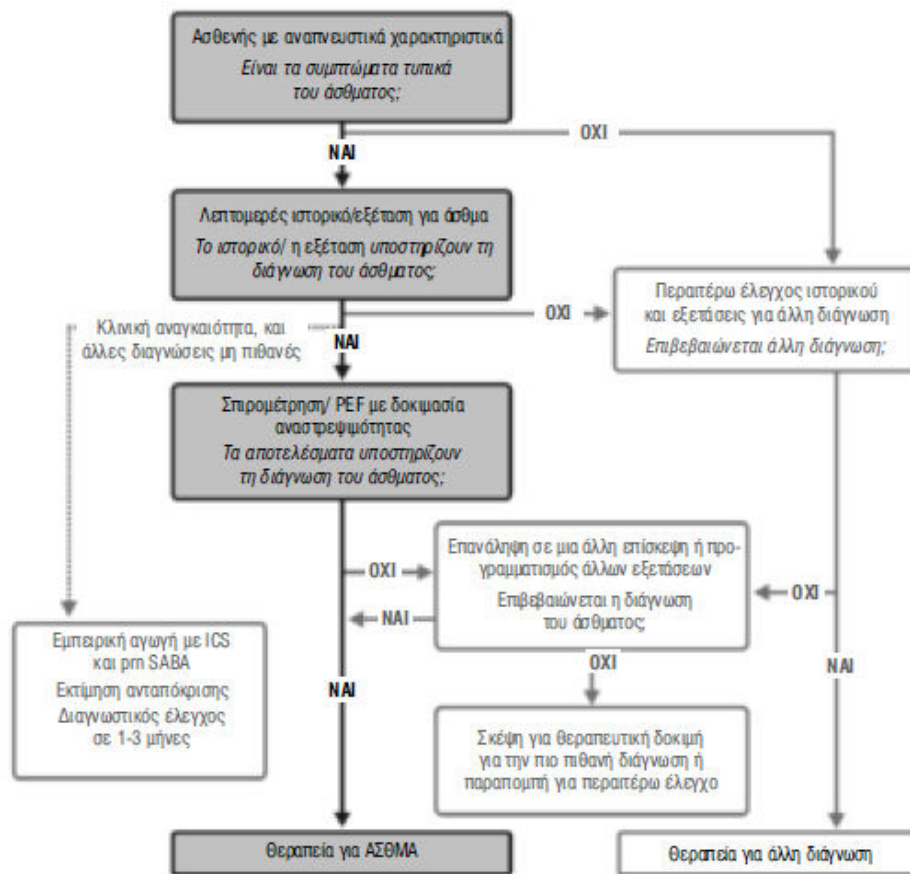 Ασθενής με αναπνευστικά χαρακτηριστικά
Είναι τα συμπτώματα τυπικά
του άσθματος;
ΟΧΙ
ΝΑΙ
Λεπτομερές ιστορικό/εξέταση για άσθμα
Το ιστορικό/ η εξέταση υποστηρίζουν τη
διάγνωση του άσθματος;
Περαιτέρω έλεγχος ιστορικού
και εξετάσεις για άλλη διάγνωση
Επιβεβαιώνεται άλλη διάγνωση;
ΟΧΙ
Κλινική αναγκαιότητα, και
άλλες διαγνώσεις μη πιθανές
ΝΑΙ
Σπιρομέτρηση/ PEF με δοκιμασία
αναστρεψιμότητας
Τα αποτελέσματα υποστηρίζουν
τη διάγνωση του άσθματος;
Επανάληψη σε μια άλλη επίσκεψη ή προ-
γραμματισμός άλλων εξετάσεων
Επιβεβαιώνεται η διάγνωση
του άσθματος;
ΟΧΙ
ΟΧΙ
ΝΑΙ
Εμπειρική αγωγή με ICS
και prn SABA
Εκτίμηση ανταπόκρισης
Διαγνωστικός έλεγχος
σε 1-3 μήνες
ΟΧΙ
ΝΑΙ
ΝΑΙ
Σκέψη για θεραπευτική δοκιμή
για την πιο πιθανή διάγνωση ή
παραπομπή για περαιτέρω έλεγχο
Θεραπεία για ΑΣΘΜΑ
Θεραπεία για άλλη διάγνωση